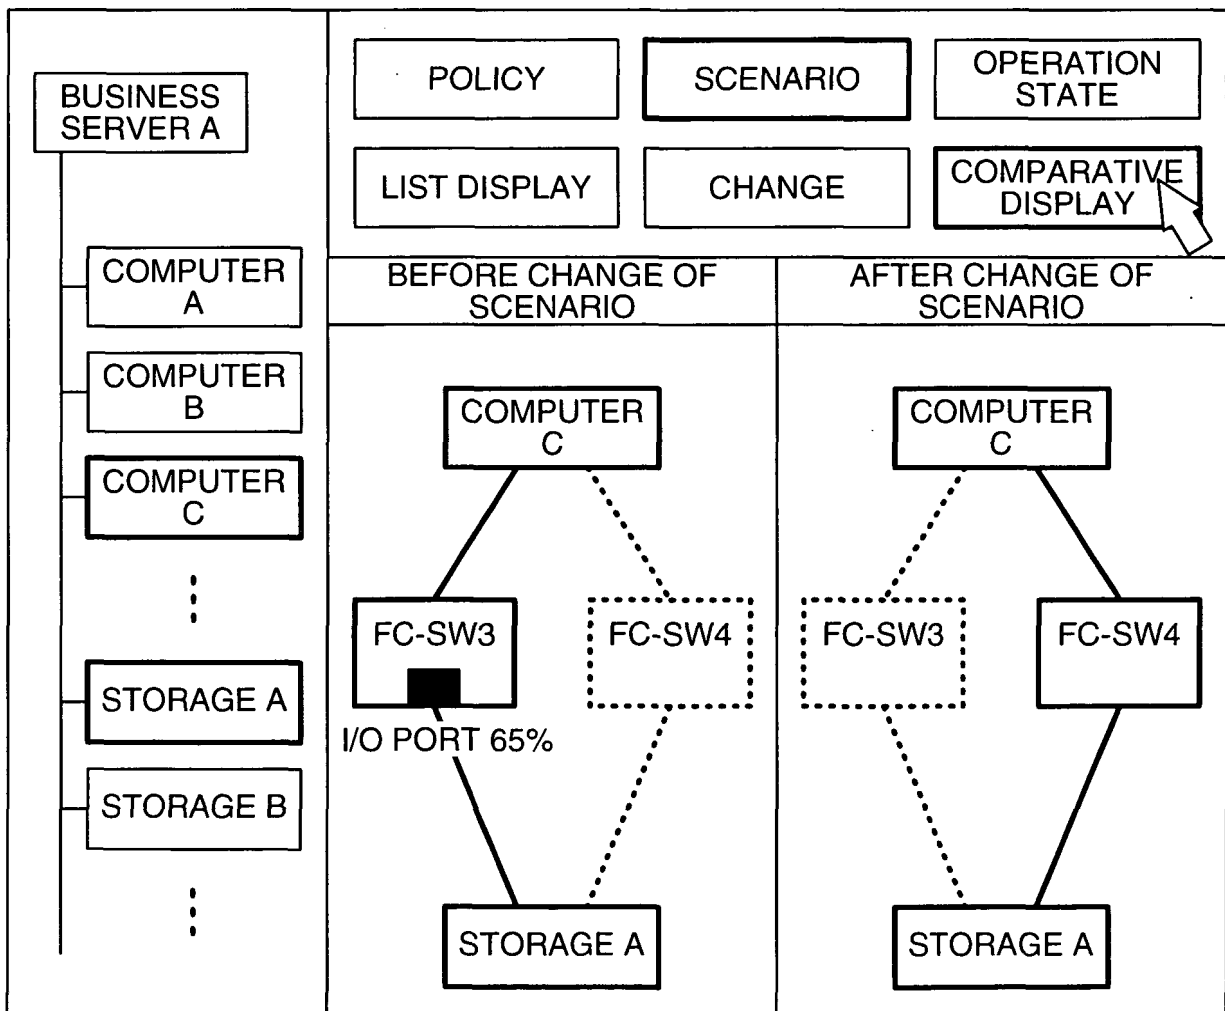 BUSINESS
SERVER A
COMPUTER
A
COMPUTER
B
COMPUTER
C
STORAGE A
STORAGE B
POLICY
SCENARIO
OPERATION
STATE
LIST DISPLAY
CHANGE
COMPARATIVE
DISPLAY
BEFORE CHANGE OF
SCENARIO
AFTER CHANGE OF
SCENARIO
COMPUTER
C
FC-SW3
FC-SW4
I/O PORT 65%
STORAGE A
COMPUTER
C
FC-SW3
FC-SW4
STORAGE A